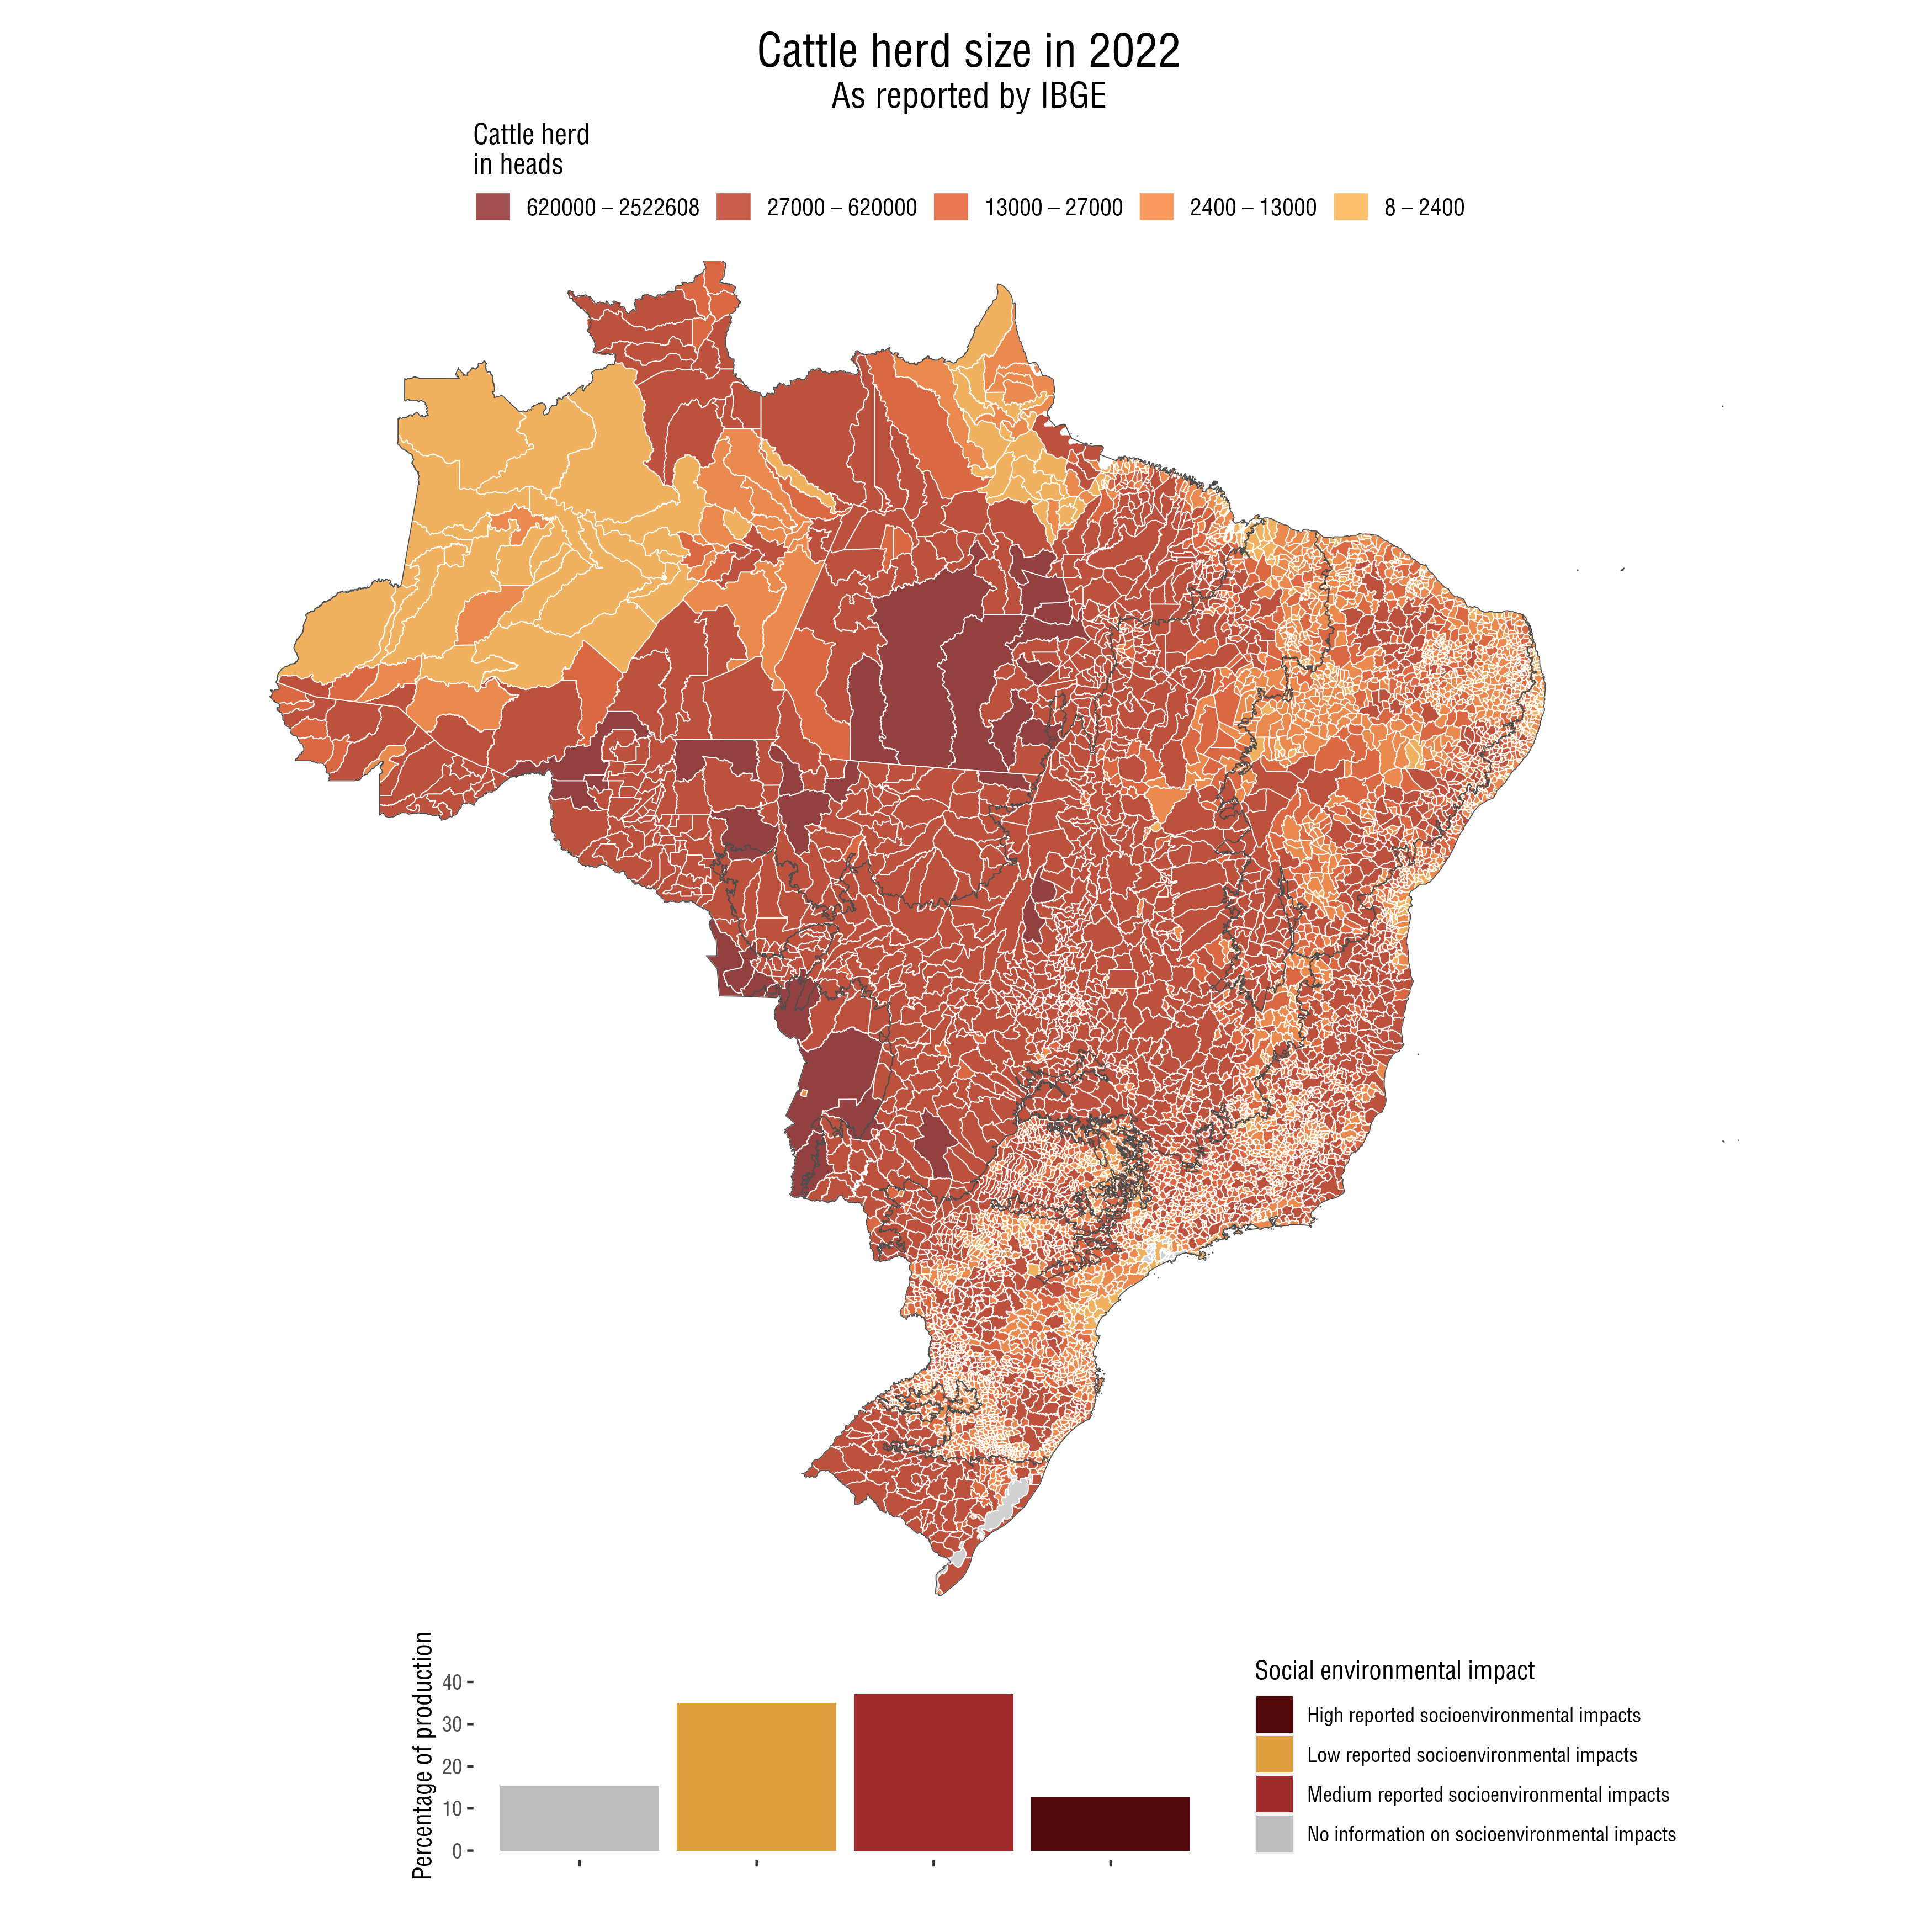 Cattle herd size in 2022
As reported by IBGE
Cattle herd
in heads
620000 – 2522608
27000 – 620000
13000 – 27000
2400 – 13000
8 – 2400
Percentage of production
40
30
20
10
0
Social environmental impact
High reported socioenvironmental impacts
Low reported socioenvironmental impacts
Medium reported socioenvironmental impacts
No information on socioenvironmental impacts